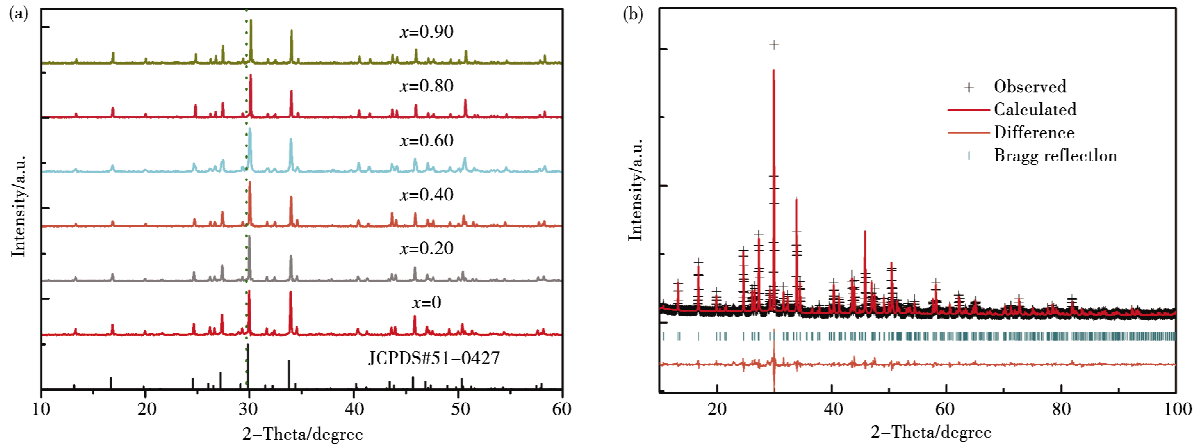 (a)
x=0.90
x=0.80
x=0.60
x=0.40
x=0.20
x=0
JCPDS#51-0427
Intensity/a.u.
10 20 30 40 50 60
2-Theta/degree
(b)
Observed
Calculated
Difference
Bragg reflection
Intensity/a.u.
20 40 60 80 100
2-Theta/degree